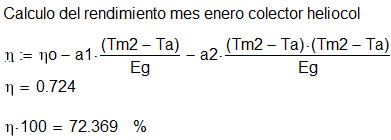 Calculo del rendimiento mes enero colector heliocol
η := ηo − a1·(Tm2 − Ta)/Eg − a2·(Tm2 − Ta)·(Tm2 − Ta)/Eg
η = 0.724
η·100 = 72.369 %